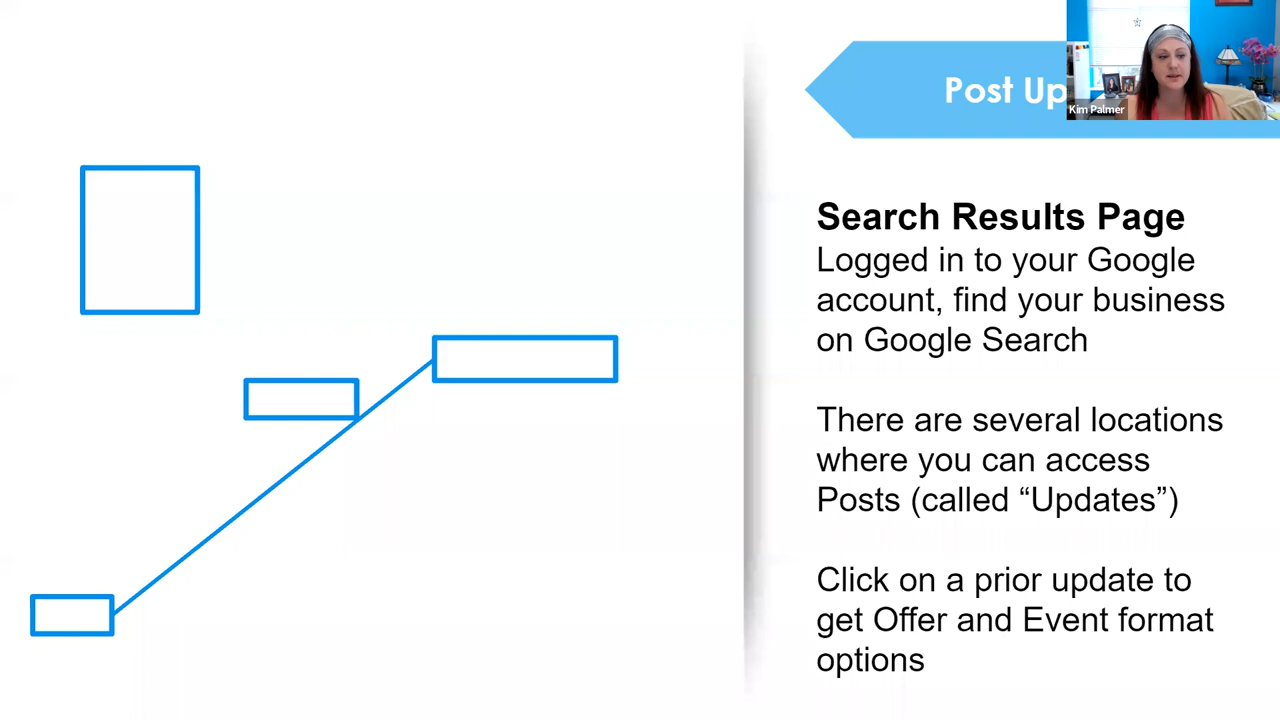 Post Up
Kim Palmer
Search Results Page
Logged in to your Google
account, find your business
on Google Search
There are several locations
where you can access
Posts (called “Updates”)
Click on a prior update to
get Offer and Event format
options